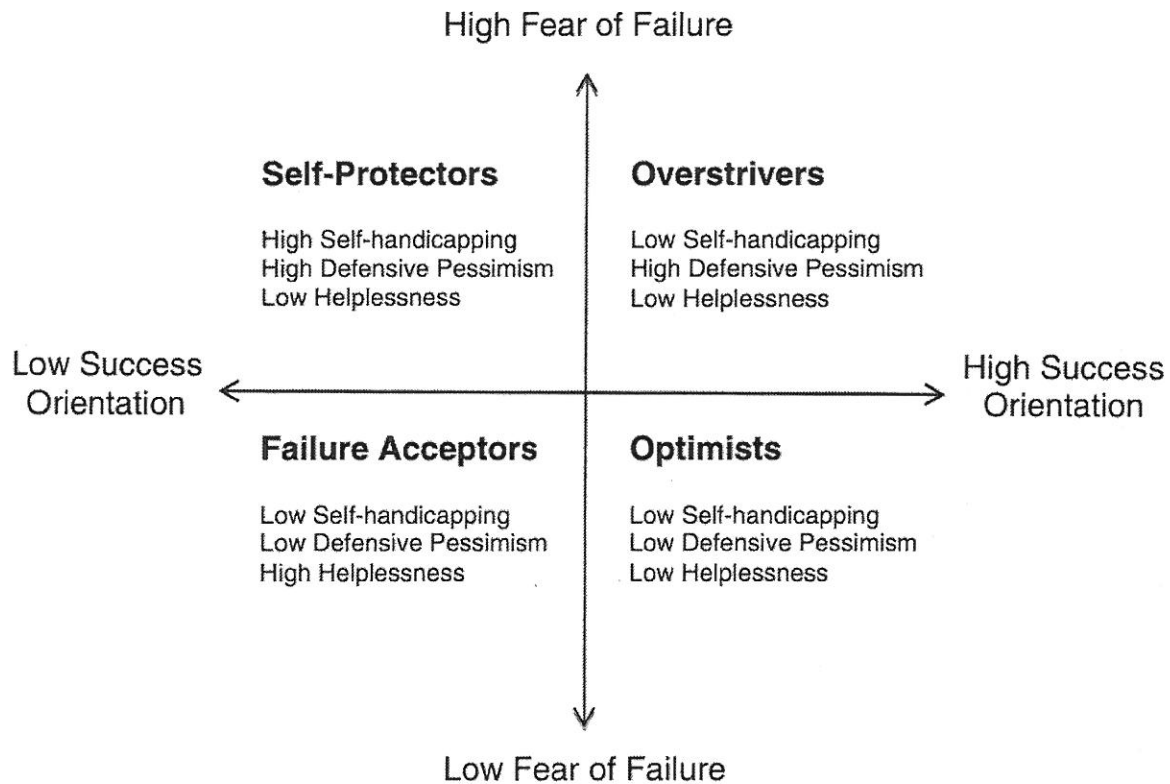 High Fear of Failure
Self-Protectors
High Self-handicapping
High Defensive Pessimism
Low Helplessness
Overstrivers
Low Self-handicapping
High Defensive Pessimism
Low Helplessness
Low Success
Orientation
High Success
Orientation
Failure Acceptors
Low Self-handicapping
Low Defensive Pessimism
High Helplessness
Optimists
Low Self-handicapping
Low Defensive Pessimism
Low Helplessness
Low Fear of Failure